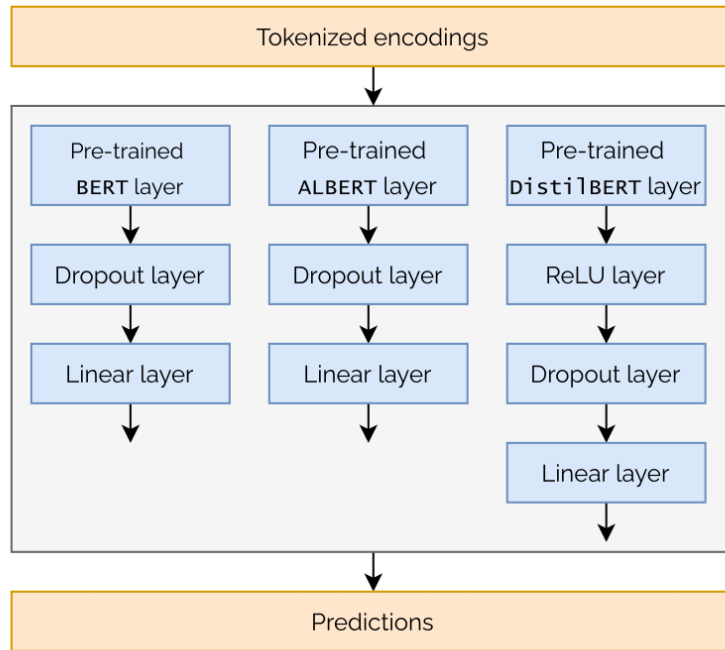 Tokenized encodings
Pre-trained
BERT layer
Dropout layer
Linear layer
Pre-trained
ALBERT layer
Dropout layer
Linear layer
Pre-trained
DistilBERT layer
ReLU layer
Dropout layer
Linear layer
Predictions